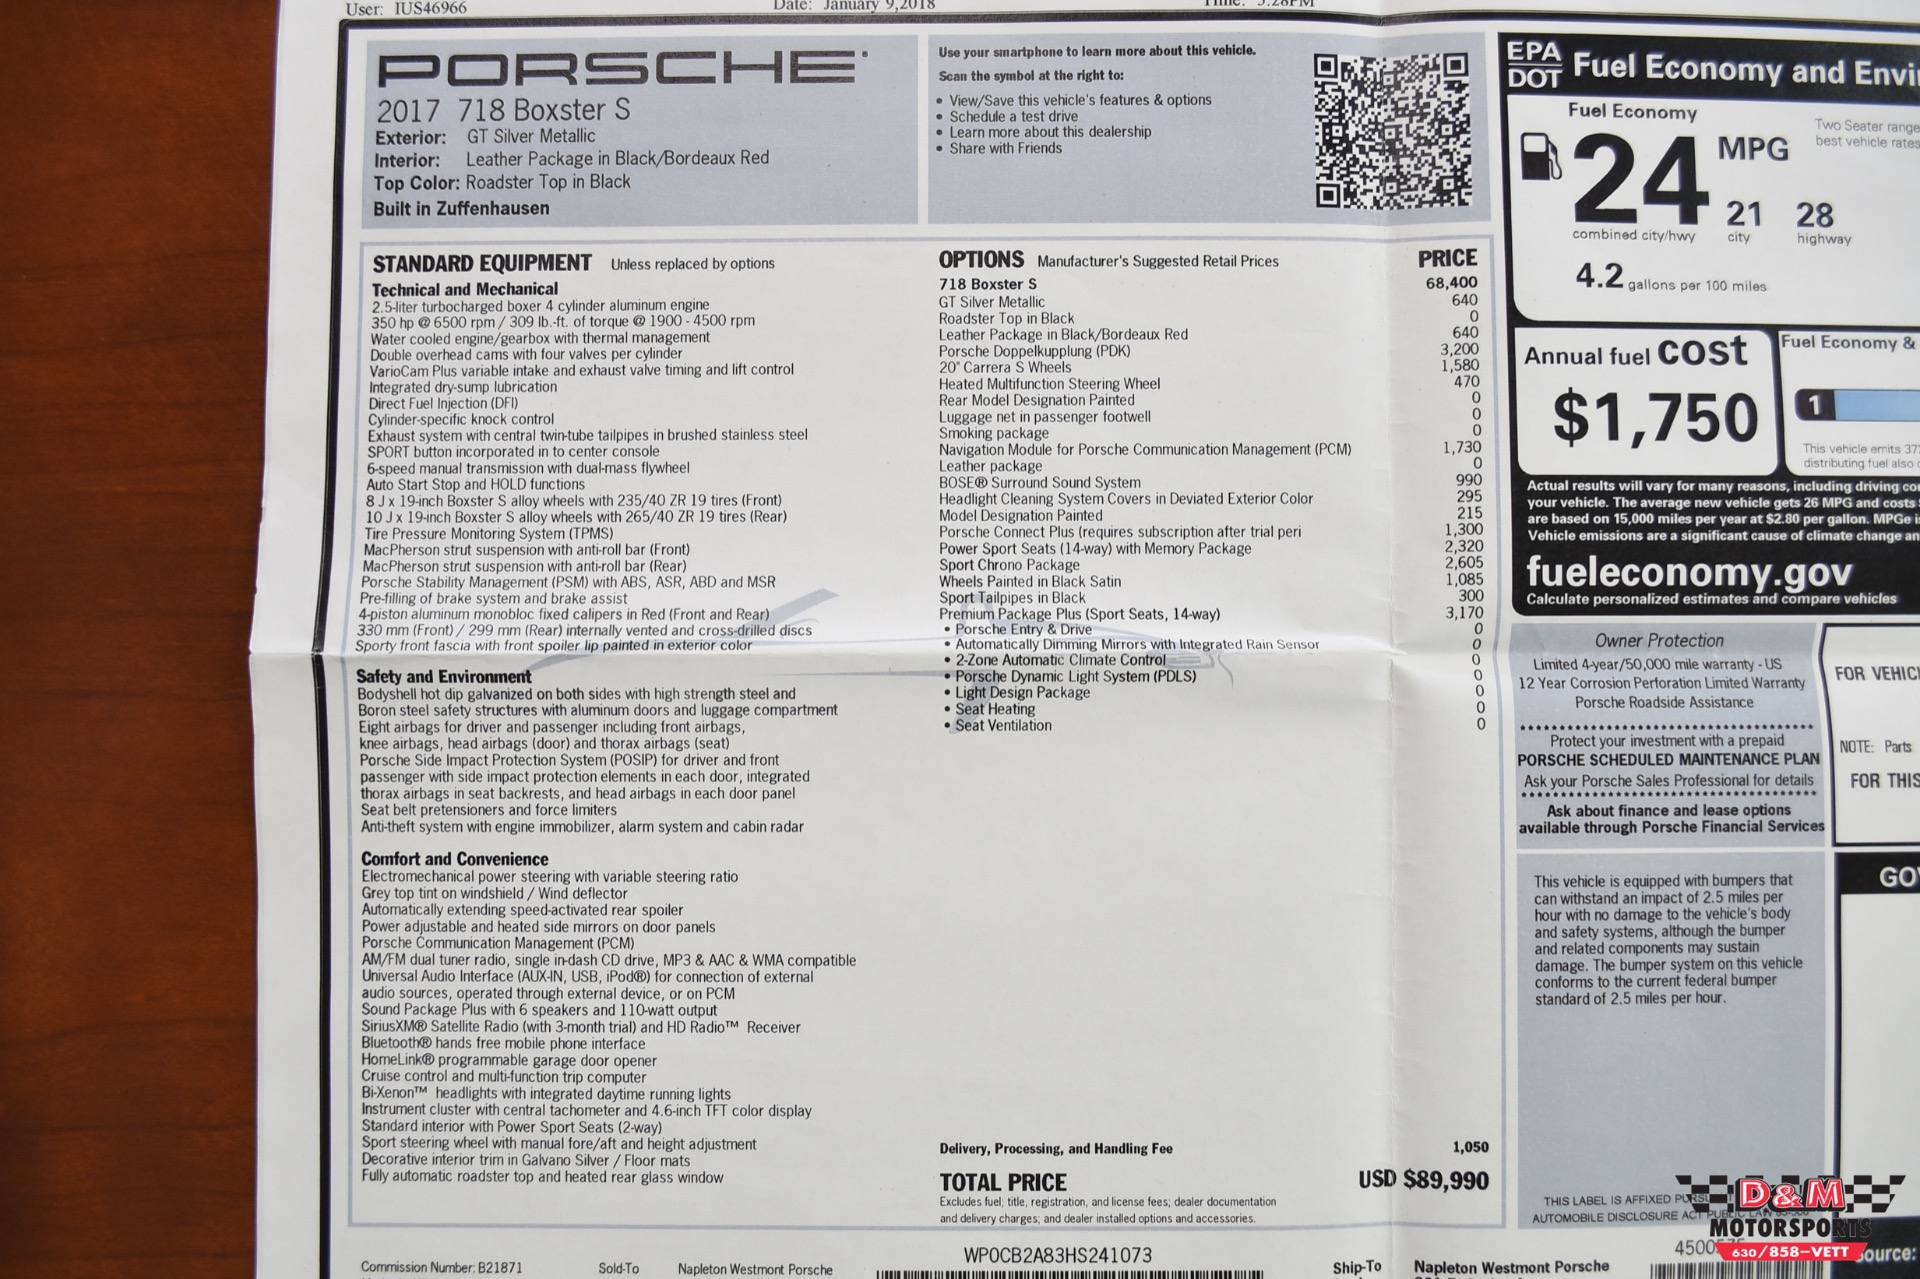 User: IUS46966
Date: January 9,2018
Time: 5:28PM
PORSCHE
2017 718 Boxster S
Exterior: GT Silver Metallic
Interior: Leather Package in Black/Bordeaux Red
Top Color: Roadster Top in Black
Built in Zuffenhausen
Use your smartphone to learn more about this vehicle.
Scan the symbol at the right to:
• View/Save this vehicle's features & options
• Schedule a test drive
• Learn more about this dealership
• Share with Friends
STANDARD EQUIPMENT Unless replaced by options
Technical and Mechanical
2.5-liter turbocharged boxer 4 cylinder aluminum engine
350 hp @ 6500 rpm / 309 lb.-ft. of torque @ 1900 - 4500 rpm
Water cooled engine/gearbox with thermal management
Double overhead cams with four valves per cylinder
VarioCam Plus variable intake and exhaust valve timing and lift control
Integrated dry-sump lubrication
Direct Fuel Injection (DFI)
Cylinder-specific knock control
Exhaust system with central twin-tube tailpipes in brushed stainless steel
SPORT button incorporated in to center console
6-speed manual transmission with dual-mass flywheel
Auto Start Stop and HOLD functions
8 J x 19-inch Boxster S alloy wheels with 235/40 ZR 19 tires (Front)
10 J x 19-inch Boxster S alloy wheels with 265/40 ZR 19 tires (Rear)
Tire Pressure Monitoring System (TPMS)
MacPherson strut suspension with anti-roll bar (Front)
MacPherson strut suspension with anti-roll bar (Rear)
Porsche Stability Management (PSM) with ABS, ASR, ABD and MSR
Pre-filling of brake system and brake assist
4-piston aluminum monobloc fixed calipers in Red (Front and Rear)
330 mm (Front) / 299 mm (Rear) internally vented and cross-drilled discs
Sporty front fascia with front spoiler lip painted in exterior color
Safety and Environment
Bodyshell hot dip galvanized on both sides with high strength steel and
Boron steel safety structures with aluminum doors and luggage compartment
Eight airbags for driver and passenger including front airbags,
knee airbags, head airbags (door) and thorax airbags (seat)
Porsche Side Impact Protection System (POSIP) for driver and front
passenger with side impact protection elements in each door, integrated
thorax airbags in seat backrests, and head airbags in each door panel
Seat belt pretensioners and force limiters
Anti-theft system with engine immobilizer, alarm system and cabin radar
Comfort and Convenience
Electromechanical power steering with variable steering ratio
Grey top tint on windshield / Wind deflector
Automatically extending speed-activated rear spoiler
Power adjustable and heated side mirrors on door panels
Porsche Communication Management (PCM)
AM/FM dual tuner radio, single in-dash CD drive, MP3 & AAC & WMA compatible
Universal Audio Interface (AUX-IN, USB, iPod®) for connection of external
audio sources, operated through external device, or on PCM
Sound Package Plus with 6 speakers and 110-watt output
SiriusXM® Satellite Radio (with 3-month trial) and HD Radio™ Receiver
Bluetooth® hands free mobile phone interface
HomeLink® programmable garage door opener
Cruise control and multi-function trip computer
Bi-Xenon™ headlights with integrated daytime running lights
Instrument cluster with central tachometer and 4.6-inch TFT color display
Standard interior with Power Sport Seats (2-way)
Sport steering wheel with manual fore/aft and height adjustment
Decorative interior trim in Galvano Silver / Floor mats
Fully automatic roadster top and heated rear glass window
OPTIONS Manufacturer's Suggested Retail Prices PRICE
718 Boxster S 68,400
GT Silver Metallic 640
Roadster Top in Black 0
Leather Package in Black/Bordeaux Red 640
Porsche Doppelkupplung (PDK) 3,200
20" Carrera S Wheels 1,580
Heated Multifunction Steering Wheel 470
Rear Model Designation Painted 0
Luggage net in passenger footwell 0
Smoking package 0
Navigation Module for Porsche Communication Management (PCM) 1,730
Leather package 0
BOSE® Surround Sound System 990
Headlight Cleaning System Covers in Deviated Exterior Color 295
Model Designation Painted 215
Porsche Connect Plus (requires subscription after trial peri 1,300
Power Sport Seats (14-way) with Memory Package 2,320
Sport Chrono Package 2,605
Wheels Painted in Black Satin 1,085
Sport Tailpipes in Black 300
Premium Package Plus (Sport Seats, 14-way) 3,170
• Porsche Entry & Drive 0
• Automatically Dimming Mirrors with Integrated Rain Sensor 0
• 2-Zone Automatic Climate Control 0
• Porsche Dynamic Light System (PDLS) 0
• Light Design Package 0
• Seat Heating 0
• Seat Ventilation 0
Delivery, Processing, and Handling Fee 1,050
TOTAL PRICE USD $89,990
Excludes fuel; title, registration, and license fees; dealer documentation
and delivery charges; and dealer installed options and accessories.
EPA
DOT
Fuel Economy and Envi
Fuel Economy
24 MPG
combined city/hwy
21
city
28
highway
Two Seater range
best vehicle rates
4.2 gallons per 100 miles
Annual fuel cost
$1,750
Fuel Economy &
1
This vehicle emits 37
distributing fuel also
Actual results will vary for many reasons, including driving co
your vehicle. The average new vehicle gets 26 MPG and costs
are based on 15,000 miles per year at $2.80 per gallon. MPGe i
Vehicle emissions are a significant cause of climate change an
fueleconomy.gov
Calculate personalized estimates and compare vehicles
Owner Protection
Limited 4-year/50,000 mile warranty - US
12 Year Corrosion Perforation Limited Warranty
Porsche Roadside Assistance
Protect your investment with a prepaid
PORSCHE SCHEDULED MAINTENANCE PLAN
Ask your Porsche Sales Professional for details
Ask about finance and lease options
available through Porsche Financial Services
FOR VEHIC
NOTE: Parts
FOR THIS
GO
This vehicle is equipped with bumpers that
can withstand an impact of 2.5 miles per
hour with no damage to the vehicle's body
and safety systems, although the bumper
and related components may sustain
damage. The bumper system on this vehicle
conforms to the current federal bumper
standard of 2.5 miles per hour.
THIS LABEL IS AFFIXED
AUTOMOBILE DISCLOSURE ACT
D&M
MOTORSPORTS
630/858-VETT
Source:
Commission Number: B21871
Sold-To Napleton Westmont Porsche
WP0CB2A83HS241073
Ship-To Napleton Westmont Porsche